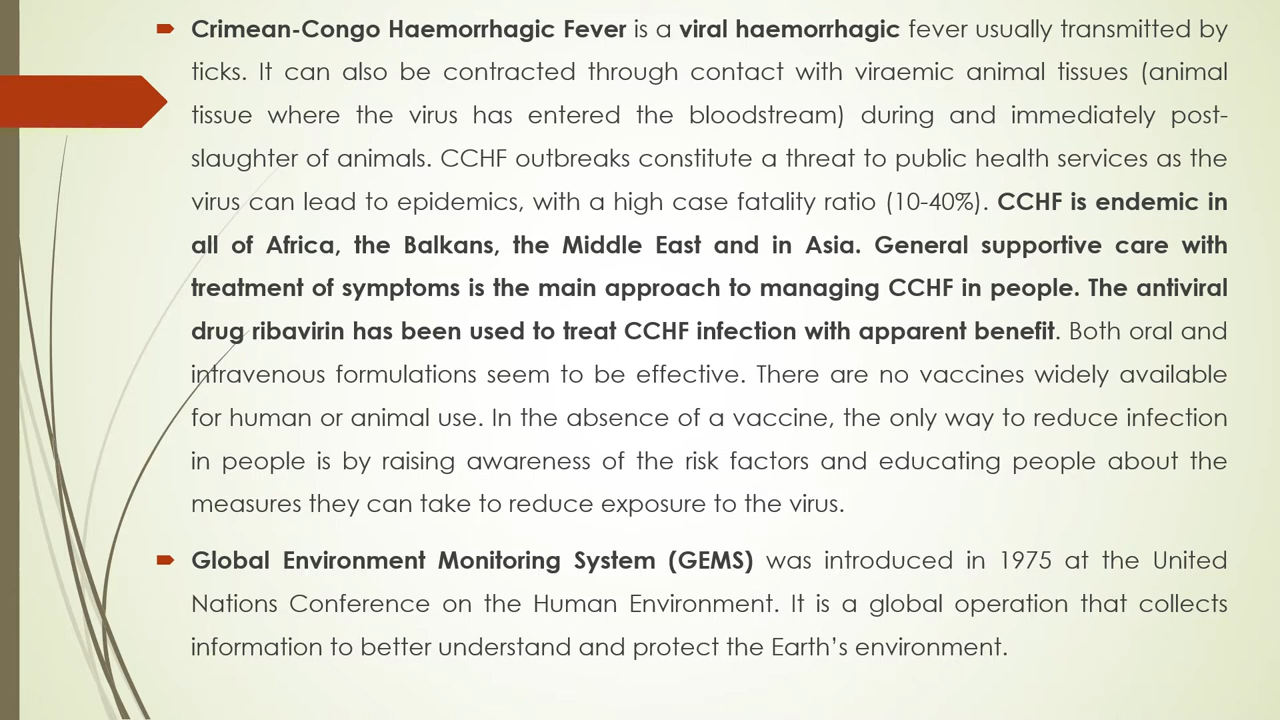 Crimean-Congo Haemorrhagic Fever is a viral haemorrhagic fever usually transmitted by
ticks. It can also be contracted through contact with viraemic animal tissues (animal
tissue where the virus has entered the bloodstream) during and immediately post-
slaughter of animals. CCHF outbreaks constitute a threat to public health services as the
virus can lead to epidemics, with a high case fatality ratio (10-40%). CCHF is endemic in
all of Africa, the Balkans, the Middle East and in Asia. General supportive care with
treatment of symptoms is the main approach to managing CCHF in people. The antiviral
drug ribavirin has been used to treat CCHF infection with apparent benefit. Both oral and
intravenous formulations seem to be effective. There are no vaccines widely available
for human or animal use. In the absence of a vaccine, the only way to reduce infection
in people is by raising awareness of the risk factors and educating people about the
measures they can take to reduce exposure to the virus.
Global Environment Monitoring System (GEMS) was introduced in 1975 at the United
Nations Conference on the Human Environment. It is a global operation that collects
information to better understand and protect the Earth's environment.